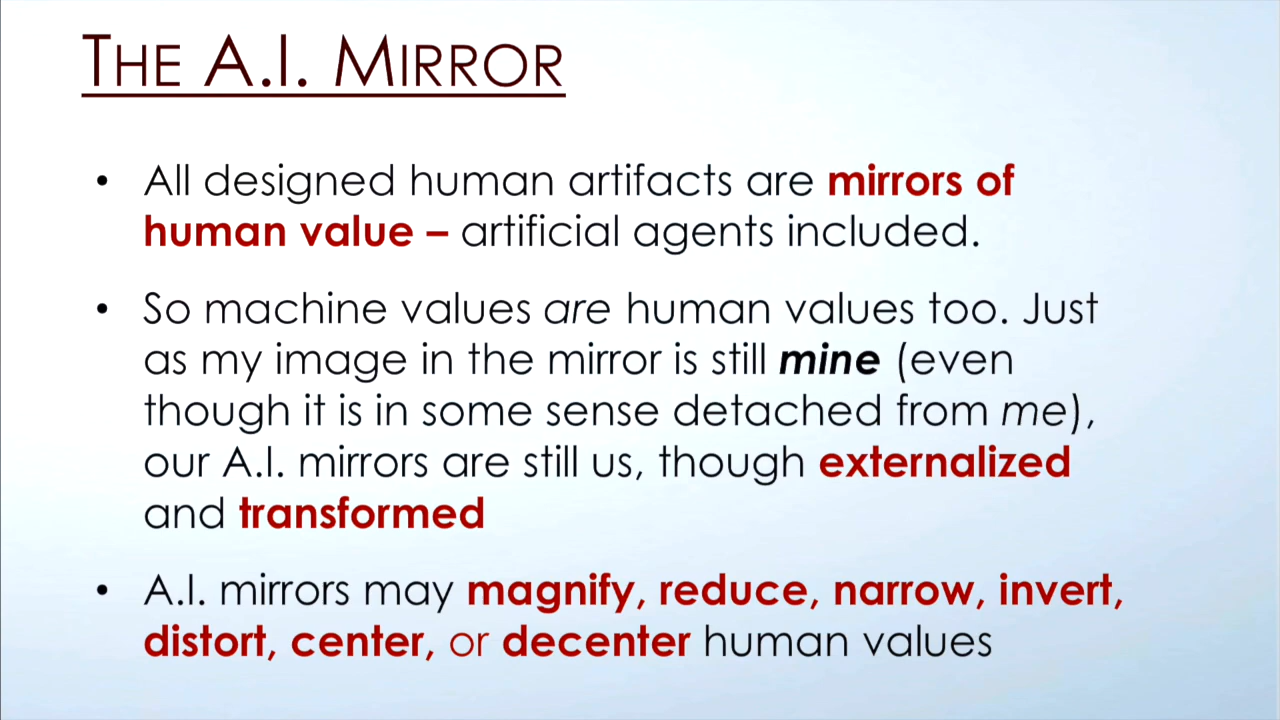 THE A.I. MIRROR
• All designed human artifacts are mirrors of
human value – artificial agents included.
• So machine values are human values too. Just
as my image in the mirror is still mine (even
though it is in some sense detached from me),
our A.I. mirrors are still us, though externalized
and transformed
• A.I. mirrors may magnify, reduce, narrow, invert,
distort, center, or decenter human values